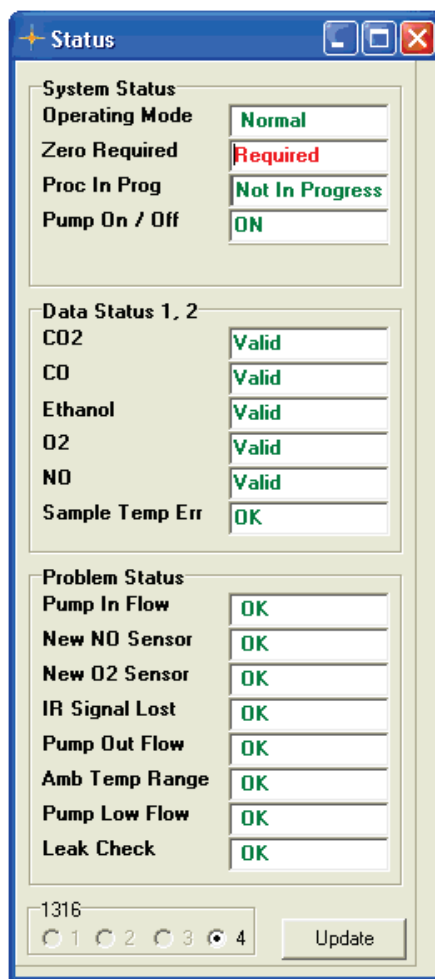 Status
System Status
Operating Mode Normal
Zero Required Required
Proc In Prog Not In Progress
Pump On / Off ON
Data Status 1, 2
CO2 Valid
CO Valid
Ethanol Valid
O2 Valid
NO Valid
Sample Temp Err OK
Problem Status
Pump In Flow OK
New NO Sensor OK
New O2 Sensor OK
IR Signal Lost OK
Pump Out Flow OK
Amb Temp Range OK
Pump Low Flow OK
Leak Check OK
1316
1 2 3 4 Update